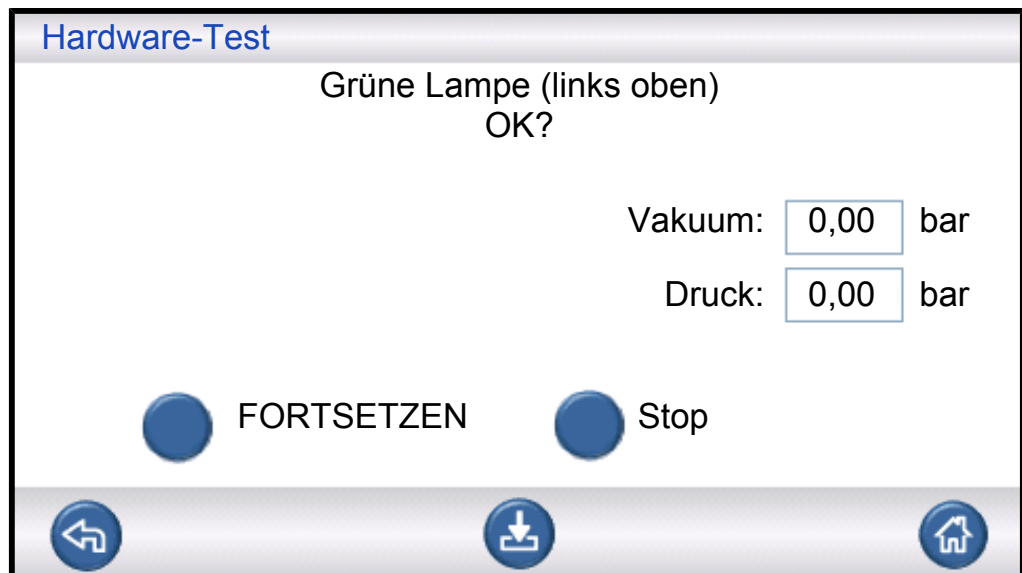 Hardware-Test
Grüne Lampe (links oben)
OK?
Vakuum: 0,00 bar
Druck: 0,00 bar
FORTSETZEN Stop